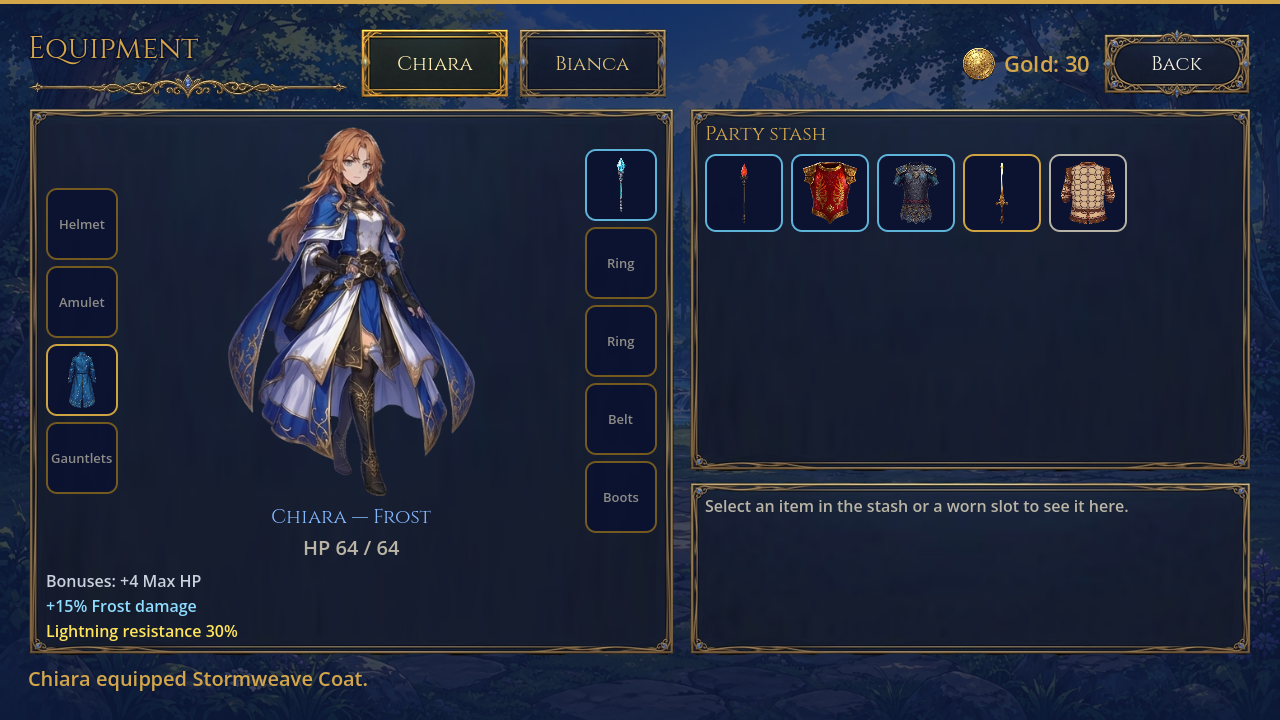 Equipment
Chiara
Bianca
Gold: 30
Back
Helmet
Amulet
Gauntlets
Ring
Ring
Belt
Boots
Chiara — Frost
HP 64 / 64
Bonuses: +4 Max HP
+15% Frost damage
Lightning resistance 30%
Party stash
Select an item in the stash or a worn slot to see it here.
Chiara equipped Stormweave Coat.